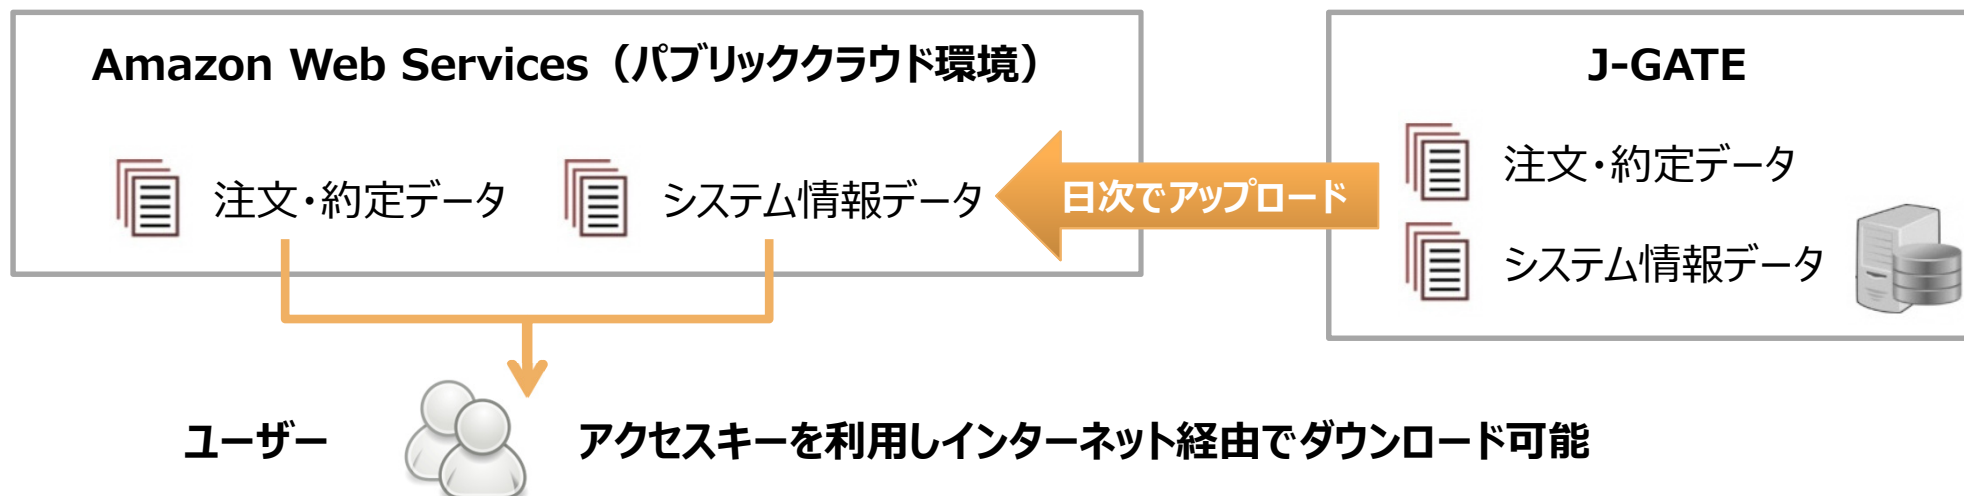 Amazon Web Services（パブリッククラウド環境）
注文・約定データ
システム情報データ
日次でアップロード
J-GATE
注文・約定データ
システム情報データ
ユーザー
アクセスキーを利用しインターネット経由でダウンロード可能